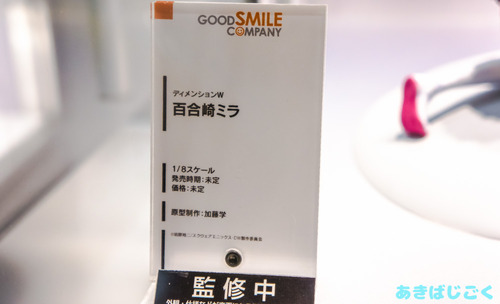 GOOD SMILE
COMPANY
ディメンションW
百合崎ミラ
1/8スケール
発売時期：未定
価格：未定
原型制作：加藤学
監修中
あきばじごく